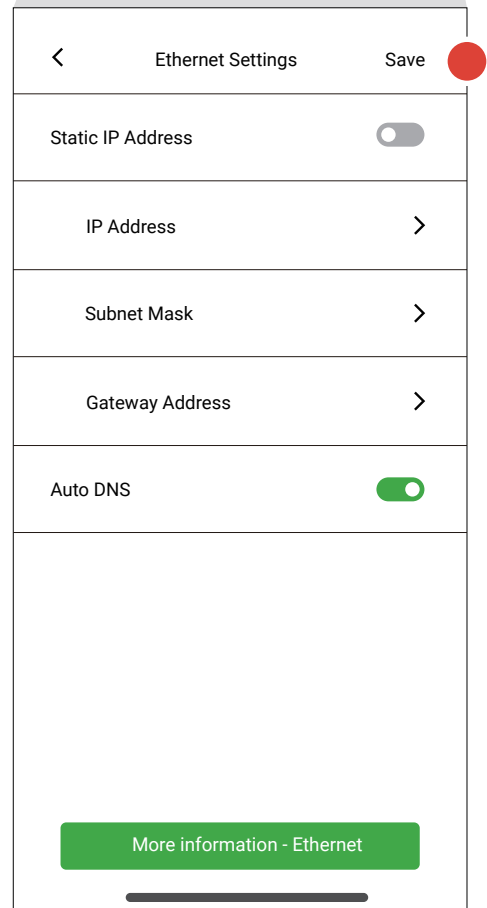 Ethernet Settings Save
Static IP Address
IP Address
Subnet Mask
Gateway Address
Auto DNS
More information - Ethernet